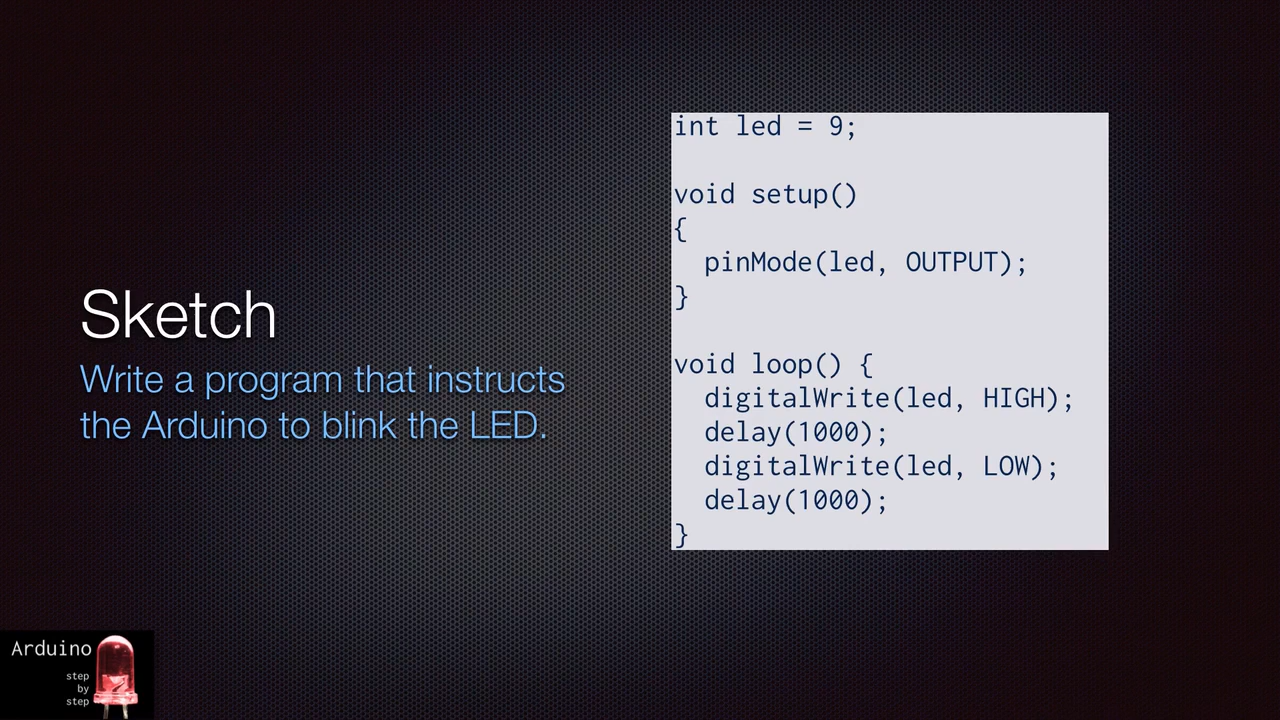 Sketch
Write a program that instructs
the Arduino to blink the LED.
int led = 9;
void setup()
{
  pinMode(led, OUTPUT);
}
void loop() {
  digitalWrite(led, HIGH);
  delay(1000);
  digitalWrite(led, LOW);
  delay(1000);
}
Arduino
step
by
step